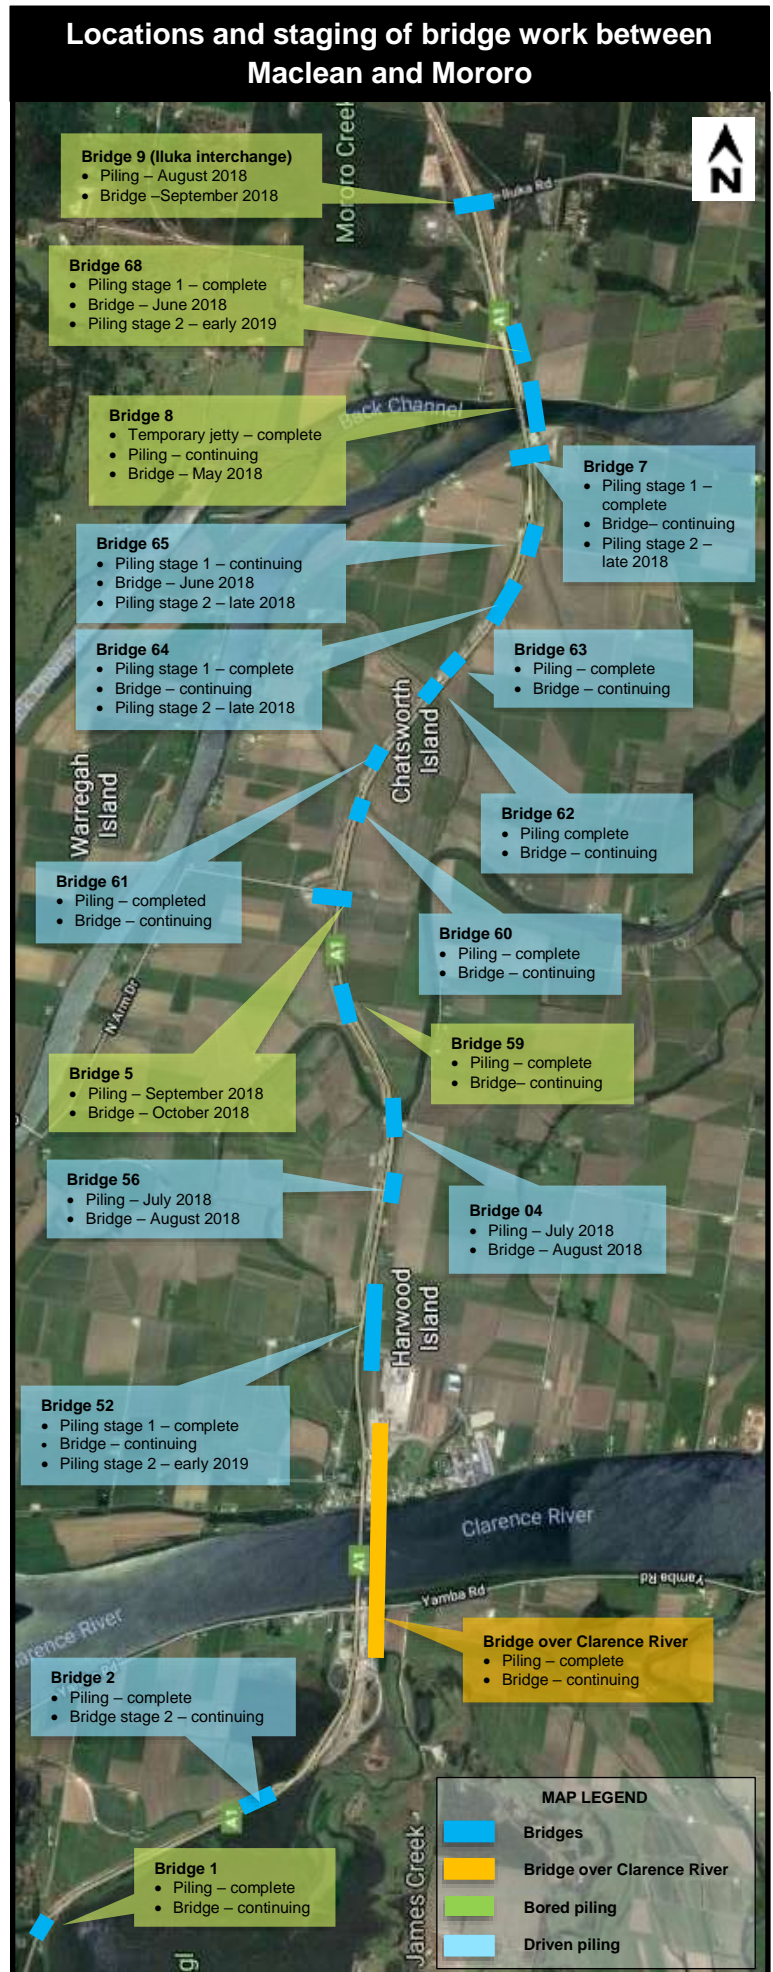 Locations and staging of bridge work between
Maclean and Mororo
N
Mororo Creek
Bridge 9 (Iluka interchange)
• Piling – August 2018
• Bridge –September 2018
Iluka Rd
Bridge 68
• Piling stage 1 – complete
• Bridge – June 2018
• Piling stage 2 – early 2019
A1
Back Channel
Bridge 8
• Temporary jetty – complete
• Piling – continuing
• Bridge – May 2018
Bridge 7
• Piling stage 1 –
complete
• Bridge– continuing
• Piling stage 2 –
late 2018
Bridge 65
• Piling stage 1 – continuing
• Bridge – June 2018
• Piling stage 2 – late 2018
Bridge 64
• Piling stage 1 – complete
• Bridge – continuing
• Piling stage 2 – late 2018
Bridge 63
• Piling – complete
• Bridge – continuing
Chatsworth
Island
Warregah
Island
Bridge 62
• Piling complete
• Bridge – continuing
Bridge 61
• Piling – completed
• Bridge – continuing
Bridge 60
• Piling – complete
• Bridge – continuing
A1
N Arm Dr
Bridge 59
• Piling – complete
• Bridge– continuing
Bridge 5
• Piling – September 2018
• Bridge – October 2018
Bridge 56
• Piling – July 2018
• Bridge – August 2018
Bridge 04
• Piling – July 2018
• Bridge – August 2018
Harwood
Island
Bridge 52
• Piling stage 1 – complete
• Bridge – continuing
• Piling stage 2 – early 2019
Clarence River
A1
Yamba Rd
Yamba Rd
arence River
Bridge over Clarence River
• Piling – complete
• Bridge – continuing
Bridge 2
• Piling – complete
• Bridge stage 2 – continuing
A1
James Creek
Bridge 1
• Piling – complete
• Bridge – continuing
MAP LEGEND
Bridges
Bridge over Clarence River
Bored piling
Driven piling